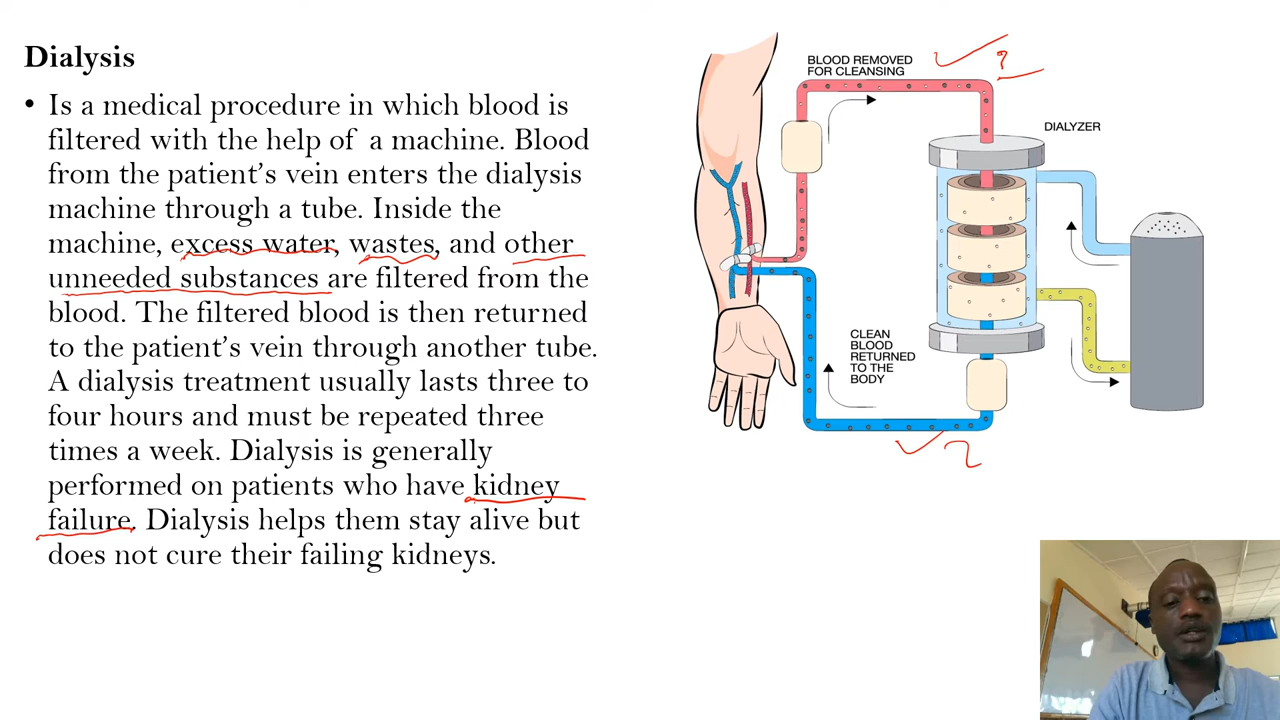 Dialysis
• Is a medical procedure in which blood is
filtered with the help of a machine. Blood
from the patient's vein enters the dialysis
machine through a tube. Inside the
machine, excess water, wastes, and other
unneeded substances are filtered from the
blood. The filtered blood is then returned
to the patient's vein through another tube.
A dialysis treatment usually lasts three to
four hours and must be repeated three
times a week. Dialysis is generally
performed on patients who have kidney
failure. Dialysis helps them stay alive but
does not cure their failing kidneys.
BLOOD REMOVED
FOR CLEANSING
?
DIALYZER
CLEAN
BLOOD
RETURNED
TO THE
BODY